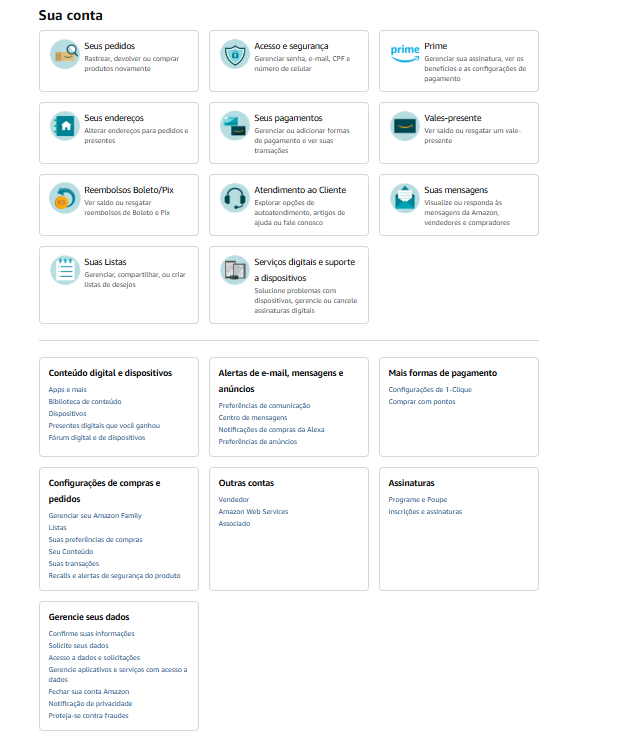 Sua conta
Seus pedidos
Rastrear, devolver ou comprar
produtos novamente
Acesso e segurança
Gerenciar senha, e-mail, CPF e
número de celular
prime
Prime
Gerenciar sua assinatura, ver os
benefícios e as configurações de
pagamento
Seus endereços
Alterar endereços para pedidos e
presentes
Seus pagamentos
Gerenciar ou adicionar formas
de pagamento e ver suas
transações
Vales-presente
Ver saldo ou resgatar um vale-
presente
Reembolsos Boleto/Pix
Ver saldo ou resgatar
reembolsos de Boleto e Pix
Atendimento ao Cliente
Explorar opções de
autoatendimento, artigos de
ajuda ou fale conosco
Suas mensagens
Visualize ou responda às
mensagens da Amazon,
vendedores e compradores
Suas Listas
Gerenciar, compartilhar, ou criar
listas de desejos
Serviços digitais e suporte
a dispositivos
Solucione problemas com
dispositivos, gerencie ou cancele
assinaturas digitais
Conteúdo digital e dispositivos
Apps e mais
Biblioteca de conteúdo
Dispositivos
Presentes digitais que você ganhou
Fórum digital e de dispositivos
Alertas de e-mail, mensagens e
anúncios
Preferências de comunicação
Centro de mensagens
Notificações de compras da Alexa
Preferências de anúncios
Mais formas de pagamento
Configurações de 1-Clique
Comprar com pontos
Configurações de compras e
pedidos
Gerenciar seu Amazon Family
Listas
Suas preferências de compras
Seu Conteúdo
Suas transações
Recalls e alertas de segurança do produto
Outras contas
Vendedor
Amazon Web Services
Associado
Assinaturas
Programe e Poupe
Inscrições e assinaturas
Gerencie seus dados
Confirme suas informações
Solicite seus dados
Acesso a dados e solicitações
Gerencie aplicativos e serviços com acesso a
dados
Fechar sua conta Amazon
Notificação de privacidade
Proteja-se contra fraudes